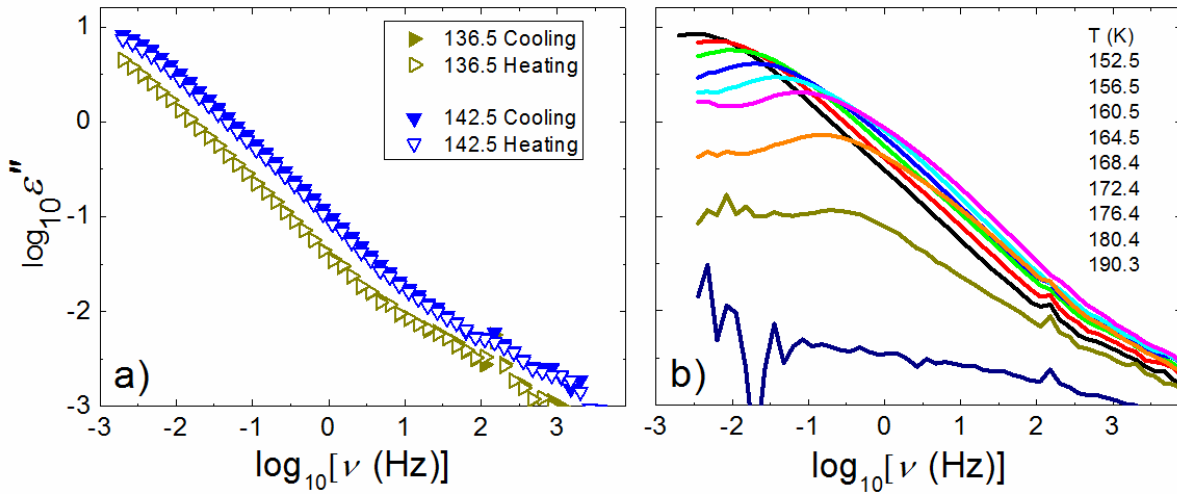 1
0
-1
-2
-3
log₁₀ε"
-3
-2
-1
0
1
2
3
log₁₀[ν (Hz)]
136.5 Cooling
136.5 Heating
142.5 Cooling
142.5 Heating
a)
T (K)
152.5
156.5
160.5
164.5
168.4
172.4
176.4
180.4
190.3
b)
-3
-2
-1
0
1
2
3
log₁₀[ν (Hz)]